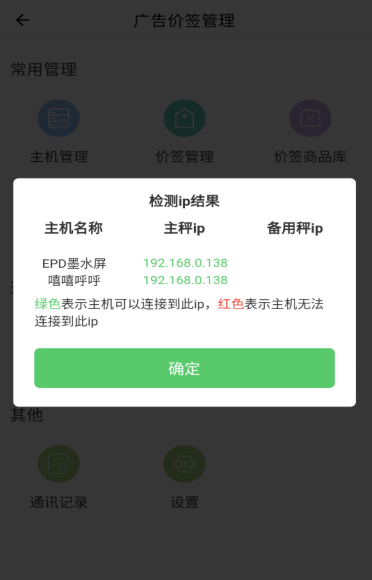 广告价签管理
常用管理
主机管理 价签管理 价签商品库
检测ip结果
主机名称 主秤ip 备用秤ip
EPD墨水屏 192.168.0.138
嘻嘻呼呼 192.168.0.138
绿色表示主机可以连接到此ip，红色表示主机无法
连接到此ip
确定
其他
通讯记录 设置